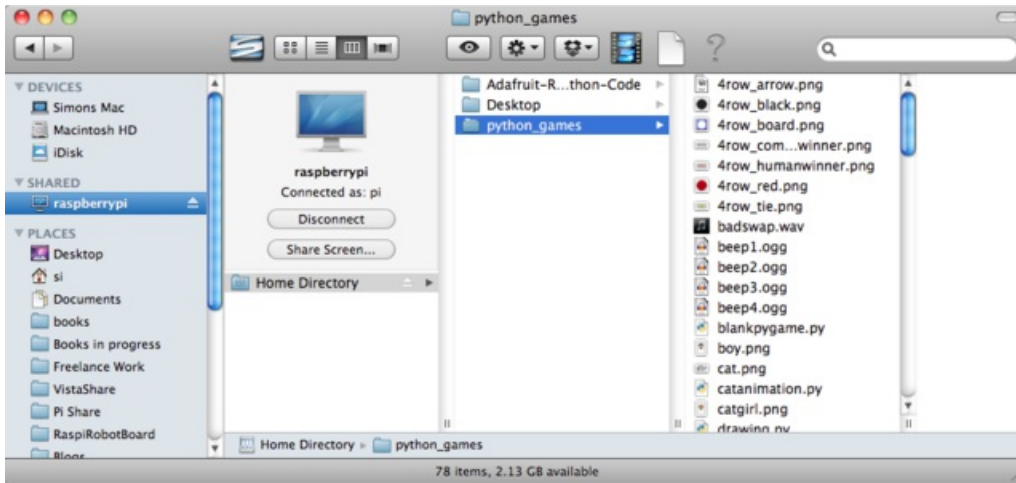 python_games
DEVICES
Simons Mac
Macintosh HD
iDisk
SHARED
raspberrypi
PLACES
Desktop
si
Documents
books
Books in progress
Freelance Work
VistaShare
Pi Share
RaspiRobotBoard
Blogs
raspberrypi
Connected as: pi
Disconnect
Share Screen...
Home Directory
Adafruit-R...thon-Code
Desktop
python_games
4row_arrow.png
4row_black.png
4row_board.png
4row_com...winner.png
4row_humanwinner.png
4row_red.png
4row_tie.png
badswap.wav
beep1.ogg
beep2.ogg
beep3.ogg
beep4.ogg
blankpygame.py
boy.png
cat.png
catanimation.py
catgirl.png
drawing.py
Home Directory ▸ python_games
78 items, 2.13 GB available